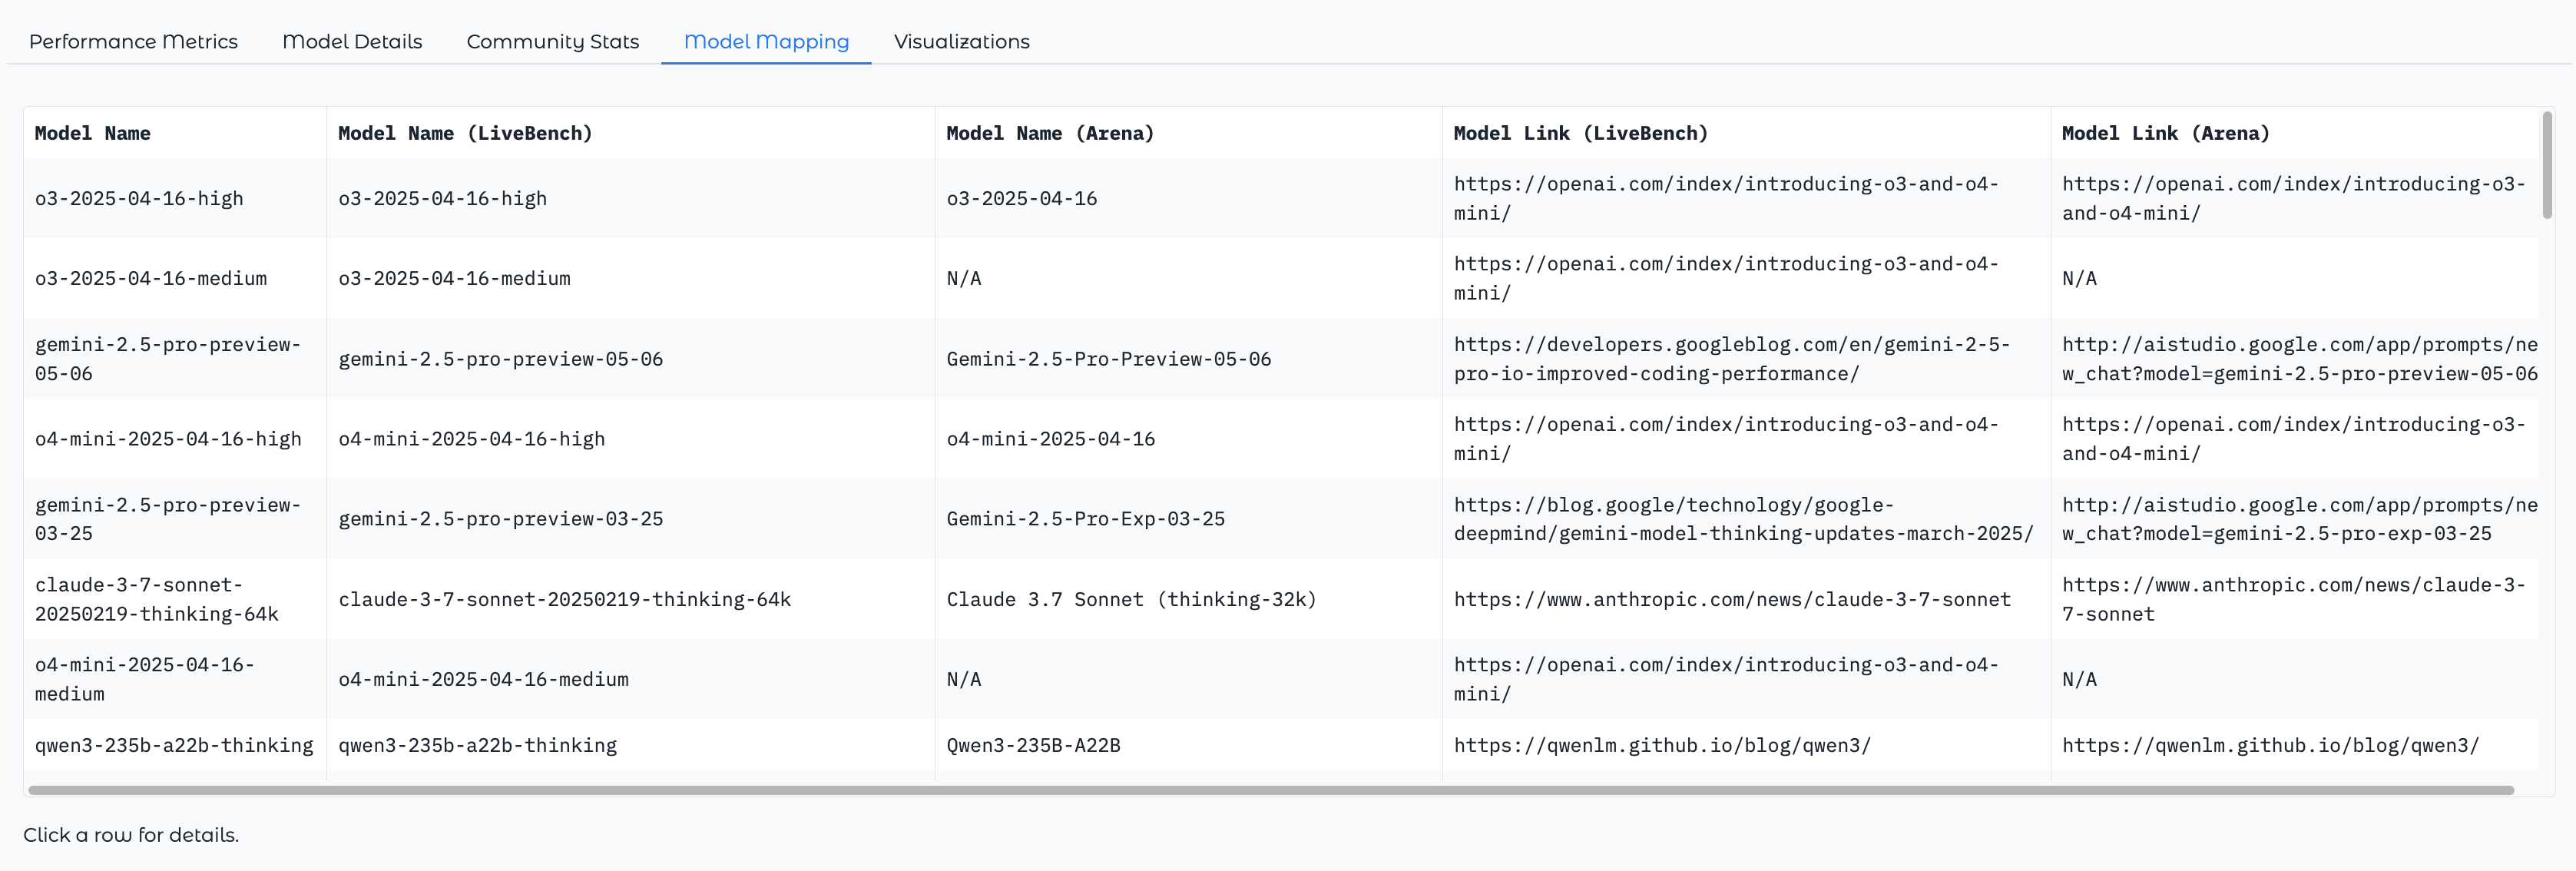 Performance Metrics Model Details Community Stats Model Mapping Visualizations
Model Name Model Name (LiveBench) Model Name (Arena) Model Link (LiveBench) Model Link (Arena)
o3-2025-04-16-high o3-2025-04-16-high o3-2025-04-16 https://openai.com/index/introducing-o3-and-o4- https://openai.com/index/introducing-o3-
mini/ and-o4-mini/
o3-2025-04-16-medium o3-2025-04-16-medium N/A https://openai.com/index/introducing-o3-and-o4- N/A
mini/
gemini-2.5-pro-preview- gemini-2.5-pro-preview-05-06 Gemini-2.5-Pro-Preview-05-06 https://developers.googleblog.com/en/gemini-2-5- http://aistudio.google.com/app/prompts/ne
05-06 pro-io-improved-coding-performance/ w_chat?model=gemini-2.5-pro-preview-05-06
o4-mini-2025-04-16-high o4-mini-2025-04-16-high o4-mini-2025-04-16 https://openai.com/index/introducing-o3-and-o4- https://openai.com/index/introducing-o3-
mini/ and-o4-mini/
gemini-2.5-pro-preview- gemini-2.5-pro-preview-03-25 Gemini-2.5-Pro-Exp-03-25 https://blog.google/technology/google- http://aistudio.google.com/app/prompts/ne
03-25 deepmind/gemini-model-thinking-updates-march-2025/ w_chat?model=gemini-2.5-pro-exp-03-25
claude-3-7-sonnet- claude-3-7-sonnet-20250219-thinking-64k Claude 3.7 Sonnet (thinking-32k) https://www.anthropic.com/news/claude-3-7-sonnet https://www.anthropic.com/news/claude-3-
20250219-thinking-64k 7-sonnet
o4-mini-2025-04-16- o4-mini-2025-04-16-medium N/A https://openai.com/index/introducing-o3-and-o4- N/A
medium mini/
qwen3-235b-a22b-thinking qwen3-235b-a22b-thinking Qwen3-235B-A22B https://qwenlm.github.io/blog/qwen3/ https://qwenlm.github.io/blog/qwen3/
Click a row for details.